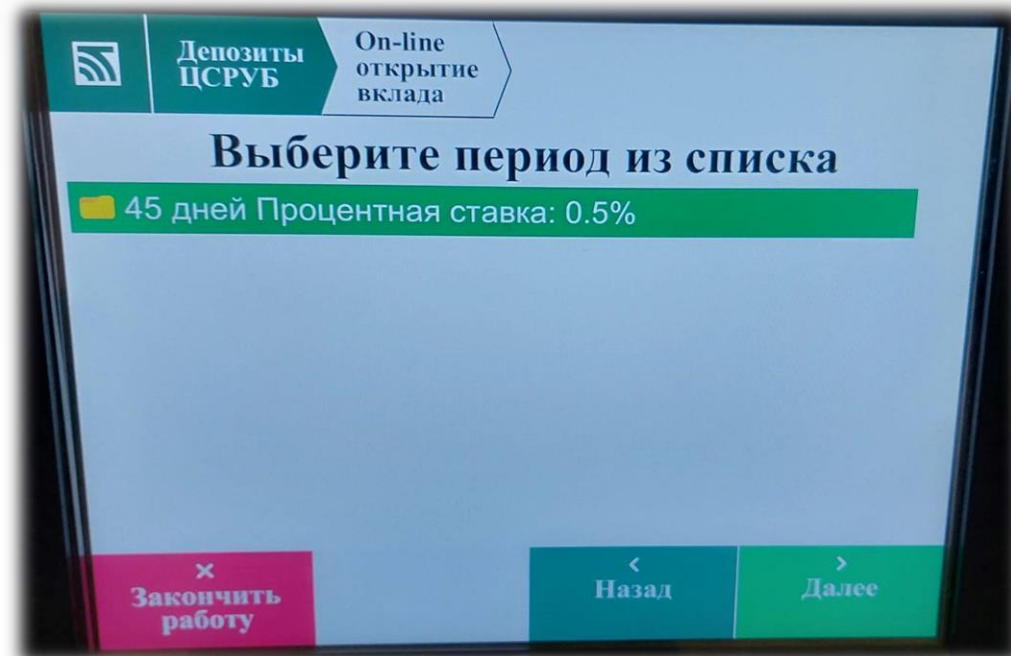 Депозиты
ЦСРУБ
On-line
открытие
вклада
Выберите период из списка
45 дней Процентная ставка: 0.5%
×
Закончить
работу
<
Назад
>
Далее